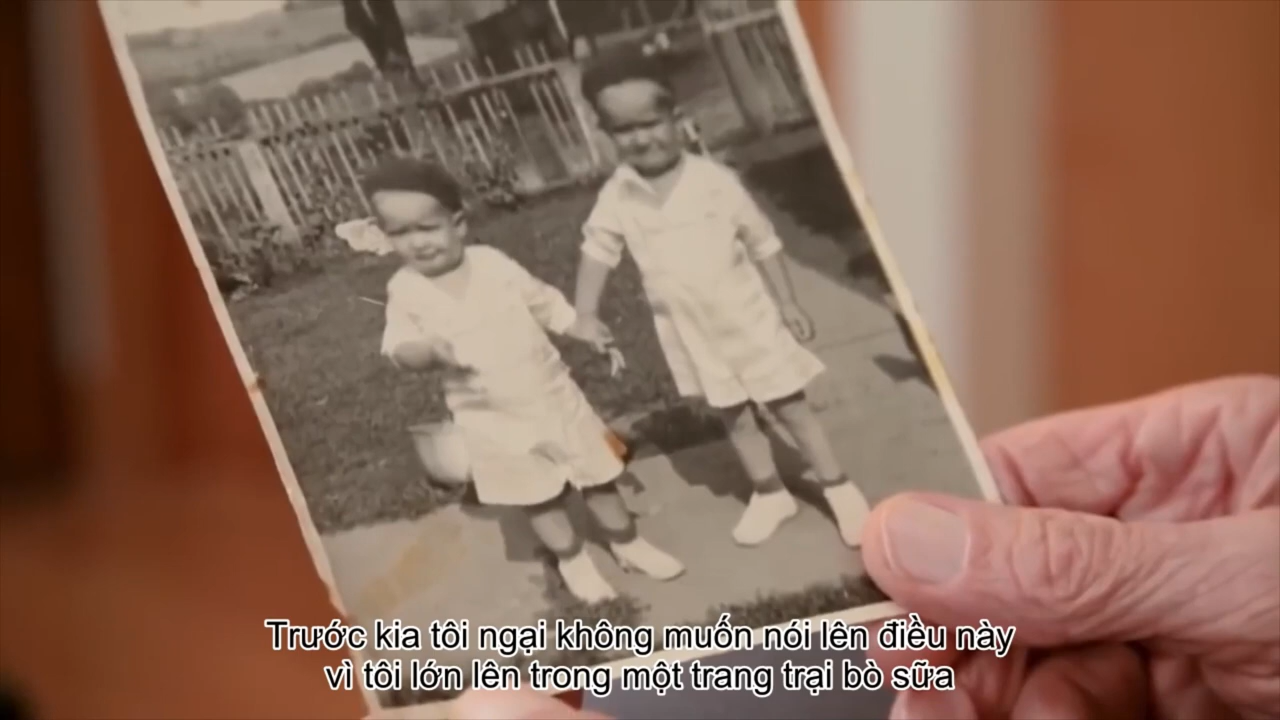 Trước kia tôi ngại không muốn nói lên điều này
vì tôi lớn lên trong một trang trại bò sữa